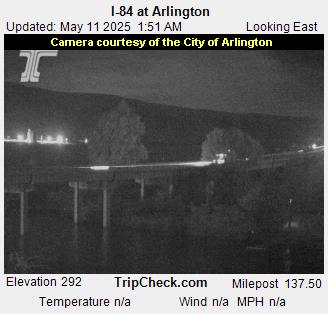 I-84 at Arlington
Updated: May 11 2025 1:51 AM Looking East
Camera courtesy of the City of Arlington
Elevation 292 TripCheck.com Milepost 137.50
Temperature n/a Wind n/a MPH n/a